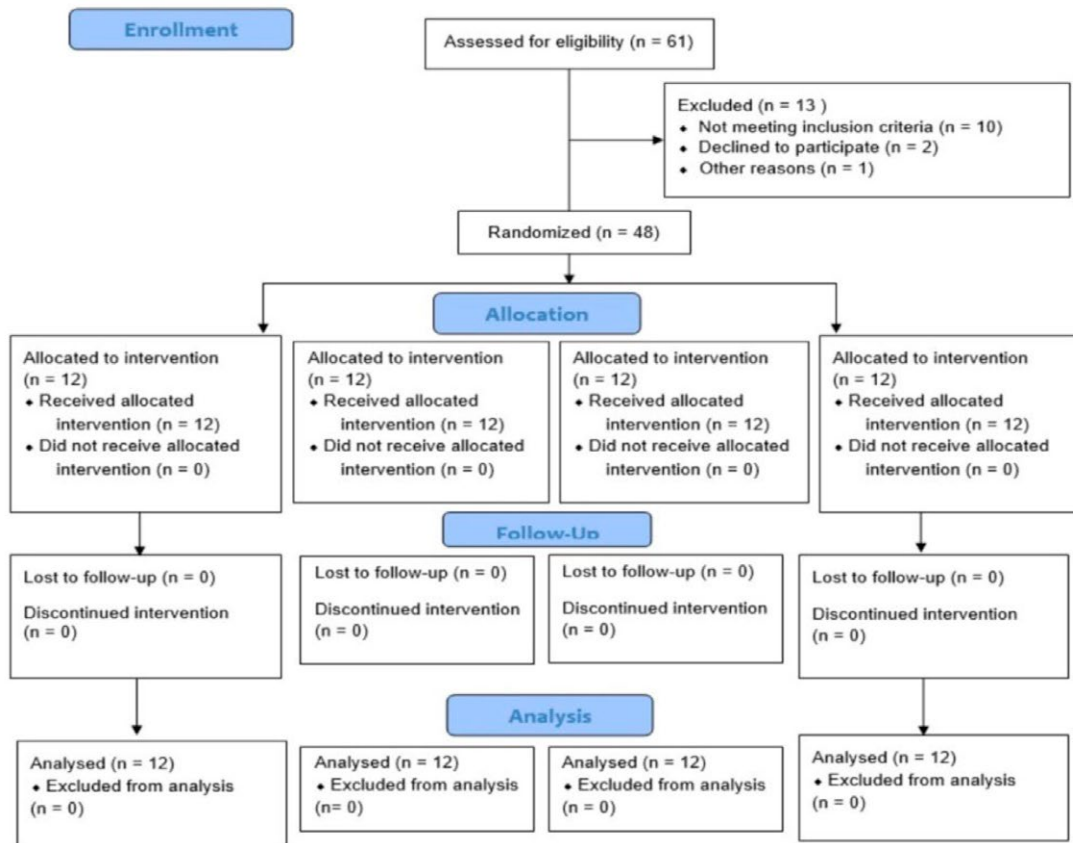 Enrollment
Assessed for eligibility (n = 61)
Excluded (n = 13 )
⬥ Not meeting inclusion criteria (n = 10)
⬥ Declined to participate (n = 2)
⬥ Other reasons (n = 1)
Randomized (n = 48)
Allocation
Allocated to intervention
(n = 12)
⬥ Received allocated
intervention (n = 12)
⬥ Did not receive allocated
intervention (n = 0)
Allocated to intervention
(n = 12)
⬥ Received allocated
intervention (n = 12)
⬥ Did not receive allocated
intervention (n = 0)
Allocated to intervention
(n = 12)
⬥ Received allocated
intervention (n = 12)
⬥ Did not receive allocated
intervention (n = 0)
Allocated to intervention
(n = 12)
⬥ Received allocated
intervention (n = 12)
⬥ Did not receive allocated
intervention (n = 0)
Follow-Up
Lost to follow-up (n = 0)
Discontinued intervention
(n = 0)
Lost to follow-up (n = 0)
Discontinued intervention
(n = 0)
Lost to follow-up (n = 0)
Discontinued intervention
(n = 0)
Lost to follow-up (n = 0)
Discontinued intervention
(n = 0)
Analysis
Analysed (n = 12)
⬥ Excluded from analysis
(n = 0)
Analysed (n = 12)
⬥ Excluded from analysis
(n= 0)
Analysed (n = 12)
⬥ Excluded from analysis
(n = 0)
Analysed (n = 12)
⬥ Excluded from analysis
(n = 0)